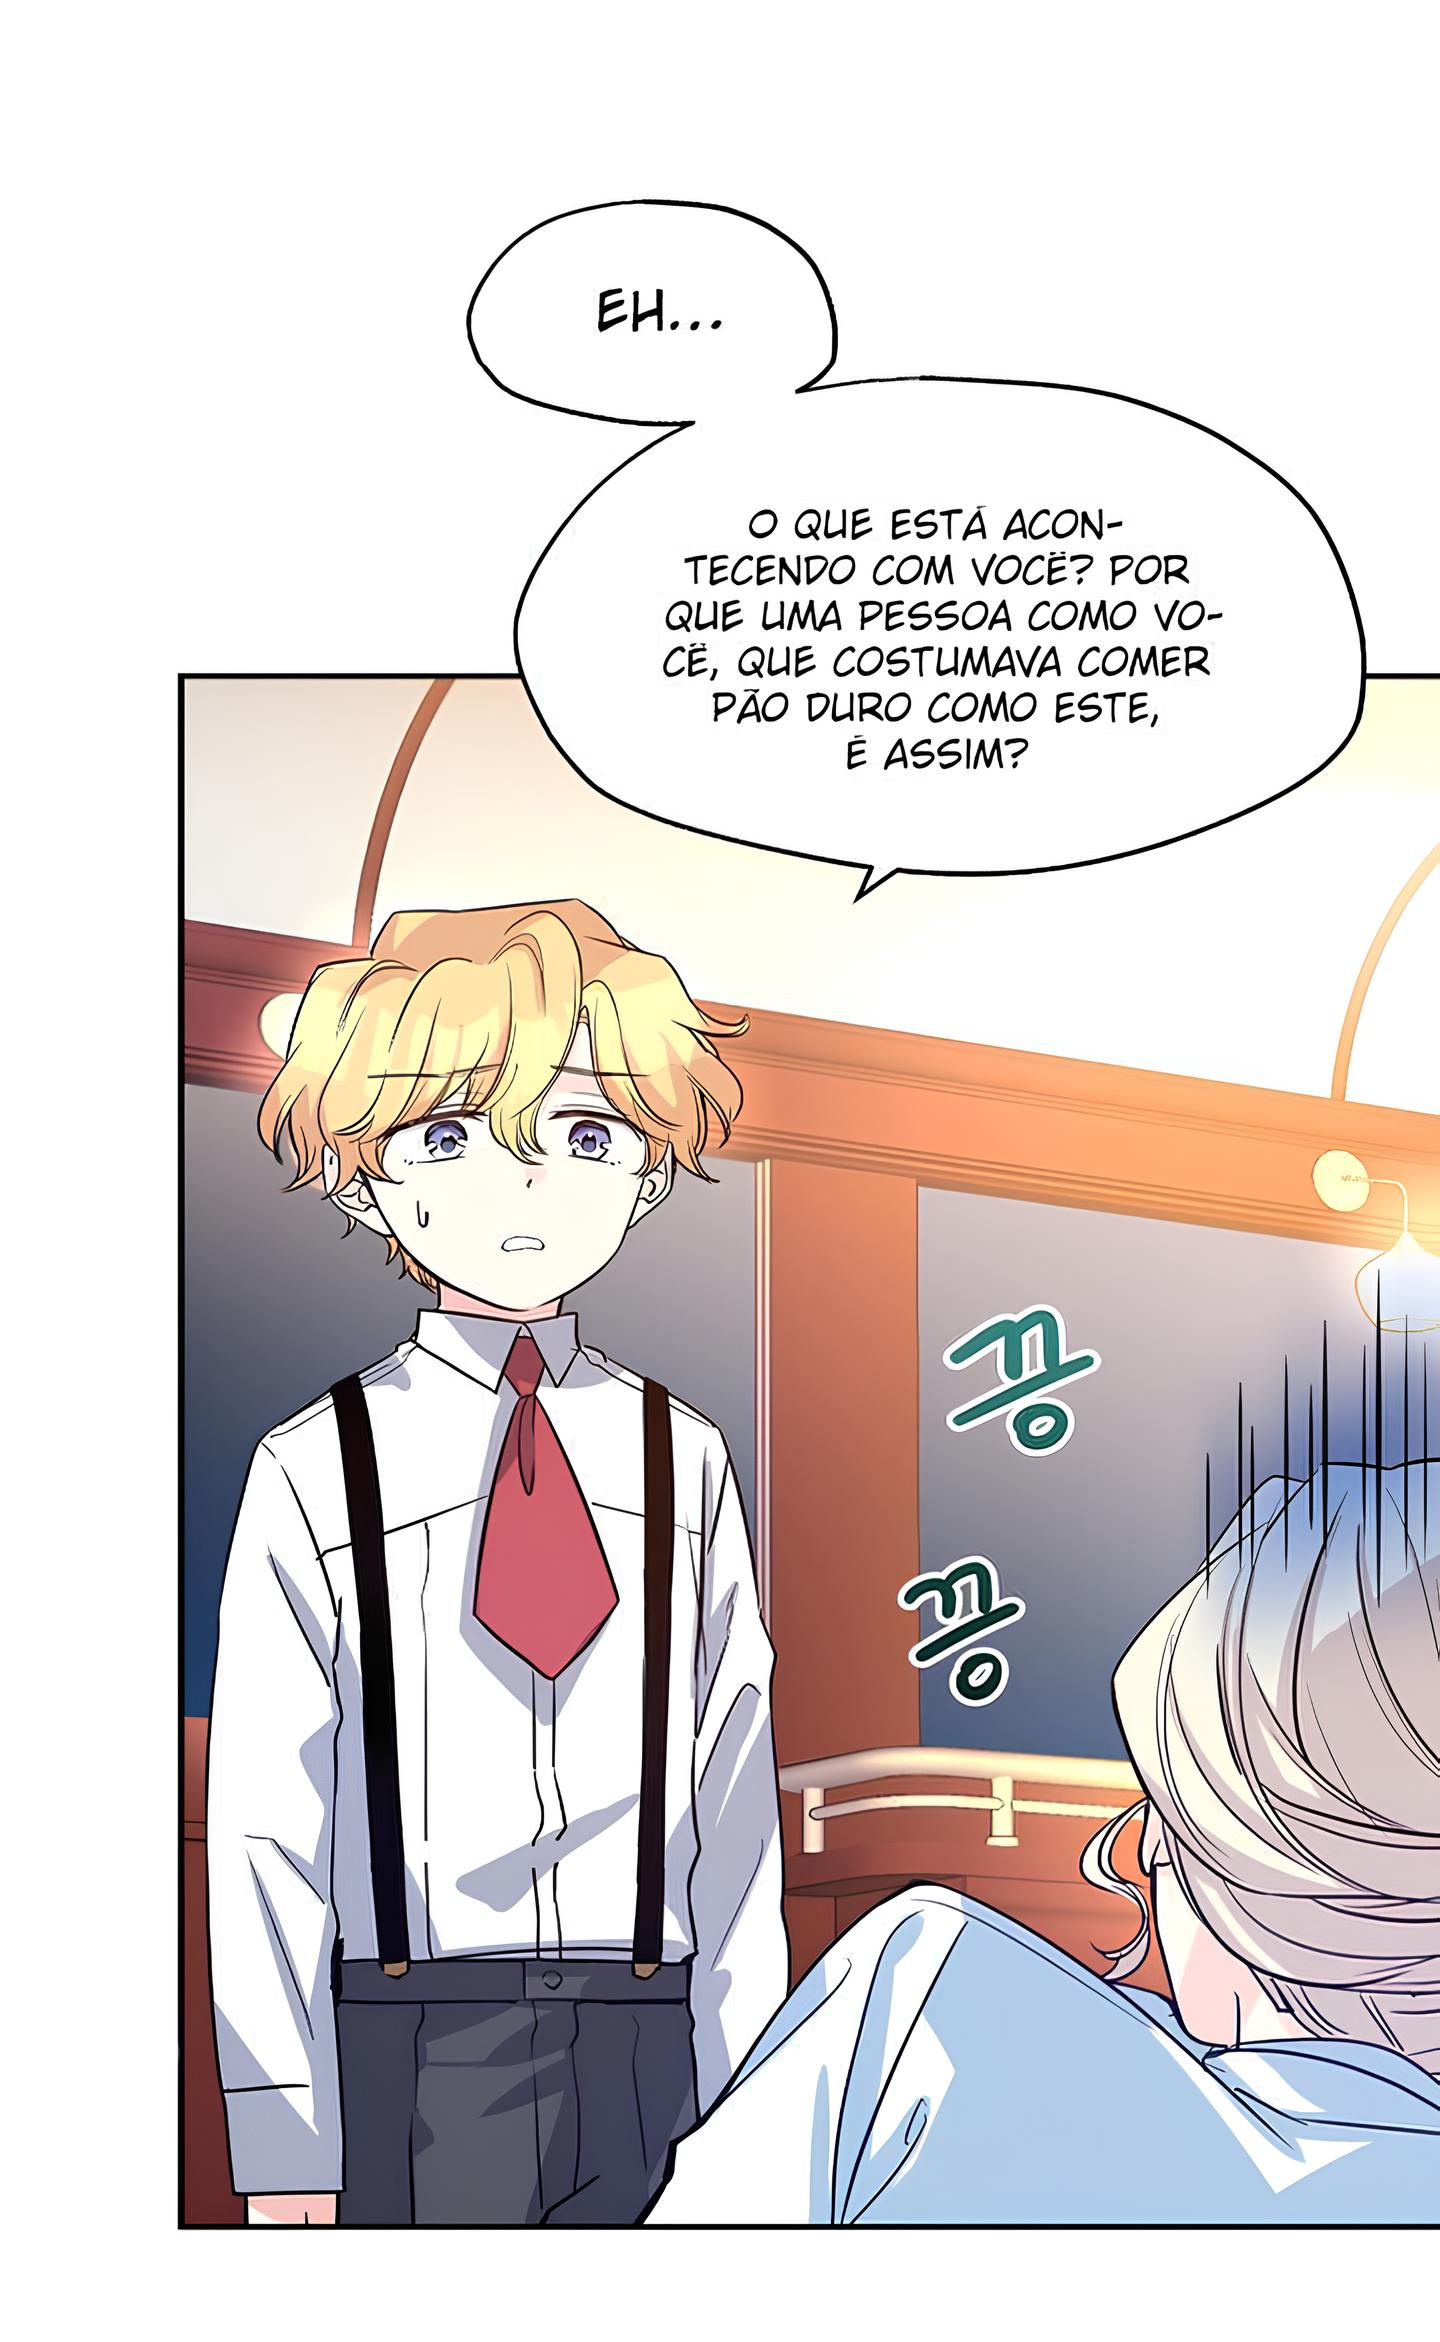 EH...
O QUE ESTÁ ACON-
TECENDO COM VOCÊ? POR
QUE UMA PESSOA COMO VO-
CÊ, QUE COSTUMAVA COMER
PÃO DURO COMO ESTE,
É ASSIM?
끙
끙